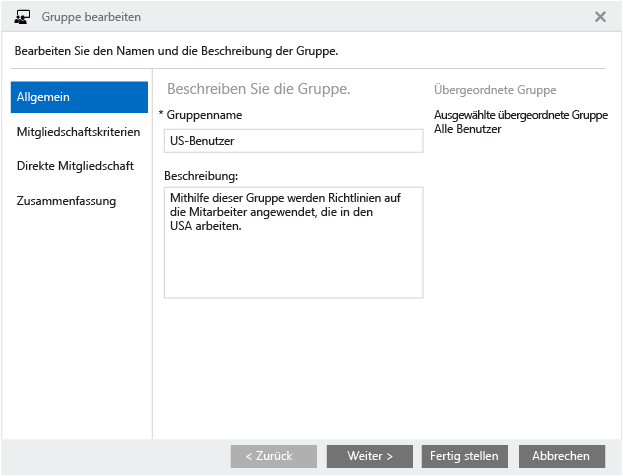 Gruppe bearbeiten
Bearbeiten Sie den Namen und die Beschreibung der Gruppe.
Allgemein
Mitgliedschaftskriterien
Direkte Mitgliedschaft
Zusammenfassung
Beschreiben Sie die Gruppe.
* Gruppenname
US-Benutzer
Beschreibung:
Mithilfe dieser Gruppe werden Richtlinien auf
die Mitarbeiter angewendet, die in den
USA arbeiten.
Übergeordnete Gruppe
Ausgewählte übergeordnete Gruppe
Alle Benutzer
< Zurück
Weiter >
Fertig stellen
Abbrechen